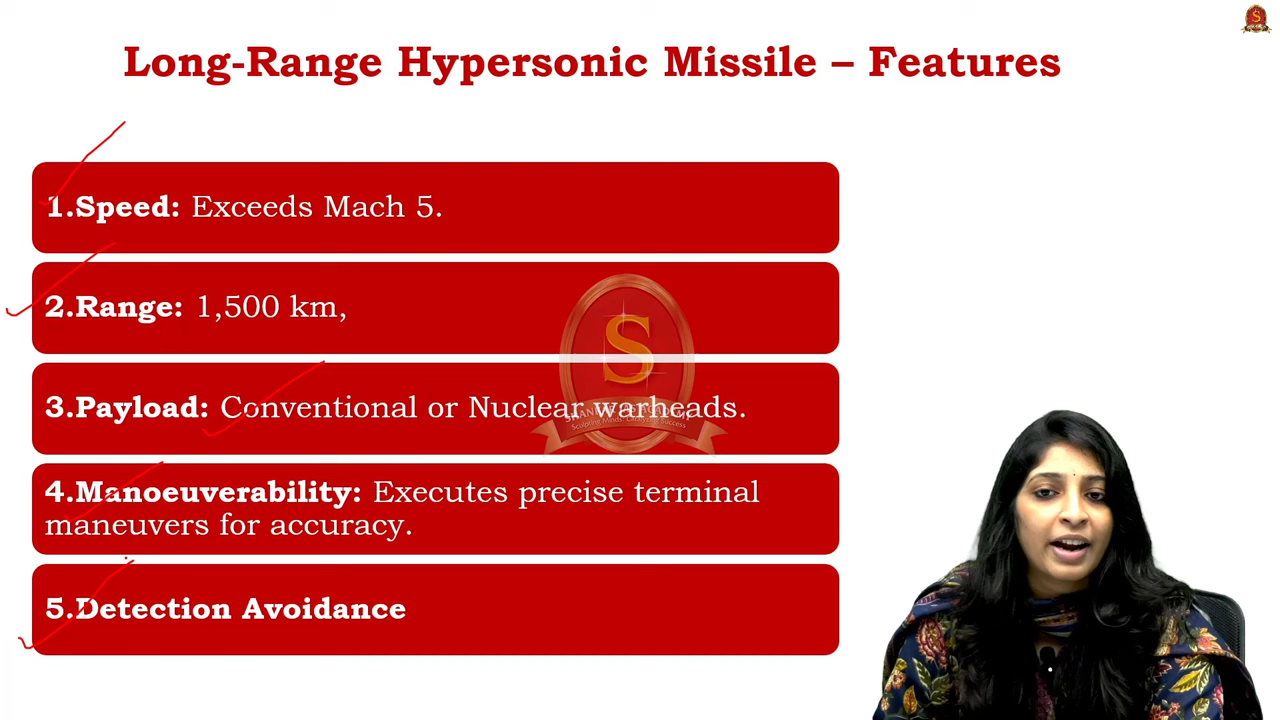 Long-Range Hypersonic Missile – Features
1.Speed: Exceeds Mach 5.
2.Range: 1,500 km,
3.Payload: Conventional or Nuclear warheads.
4.Manoeuverability: Executes precise terminal
maneuvers for accuracy.
5.Detection Avoidance
S
S